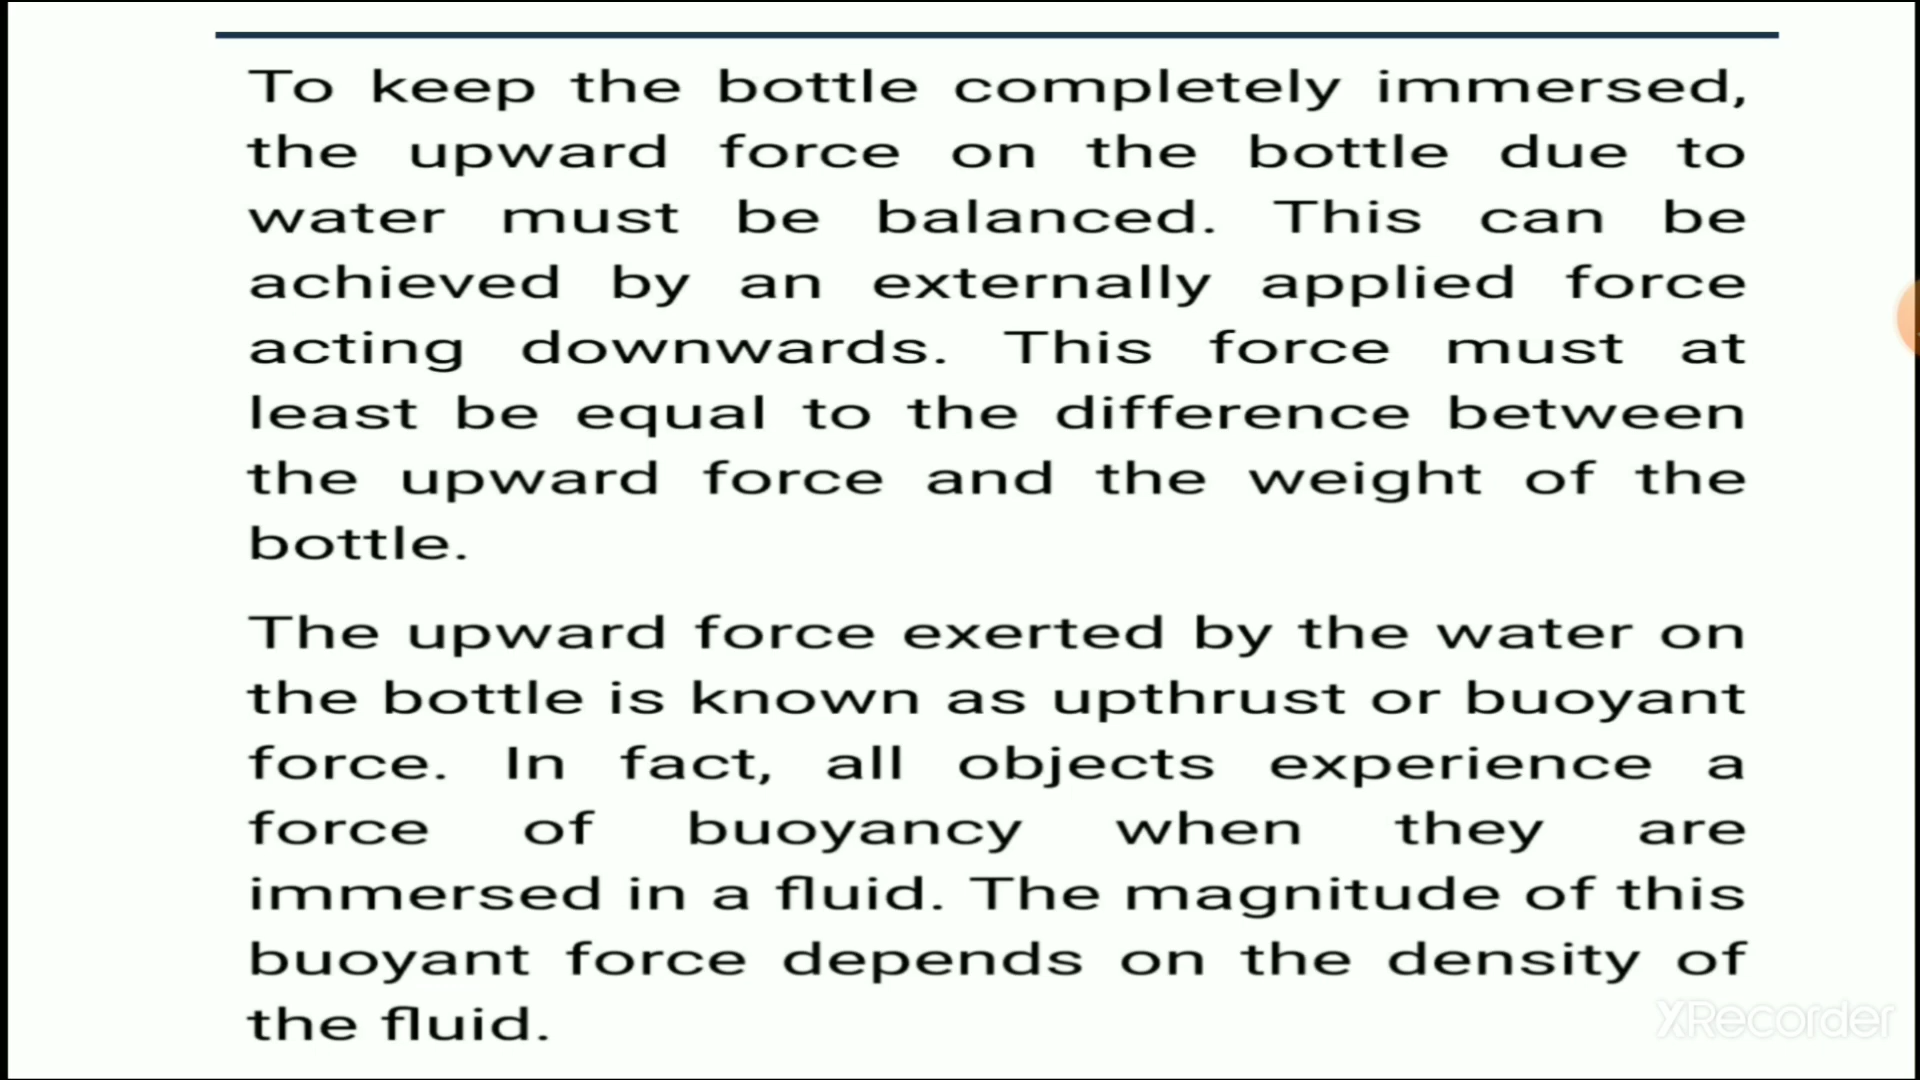 To keep the bottle completely immersed,
the upward force on the bottle due to
water must be balanced. This can be
achieved by an externally applied force
acting downwards. This force must at
least be equal to the difference between
the upward force and the weight of the
bottle.
The upward force exerted by the water on
the bottle is known as upthrust or buoyant
force. In fact, all objects experience a
force of buoyancy when they are
immersed in a fluid. The magnitude of this
buoyant force depends on the density of
the fluid.
XRecorder